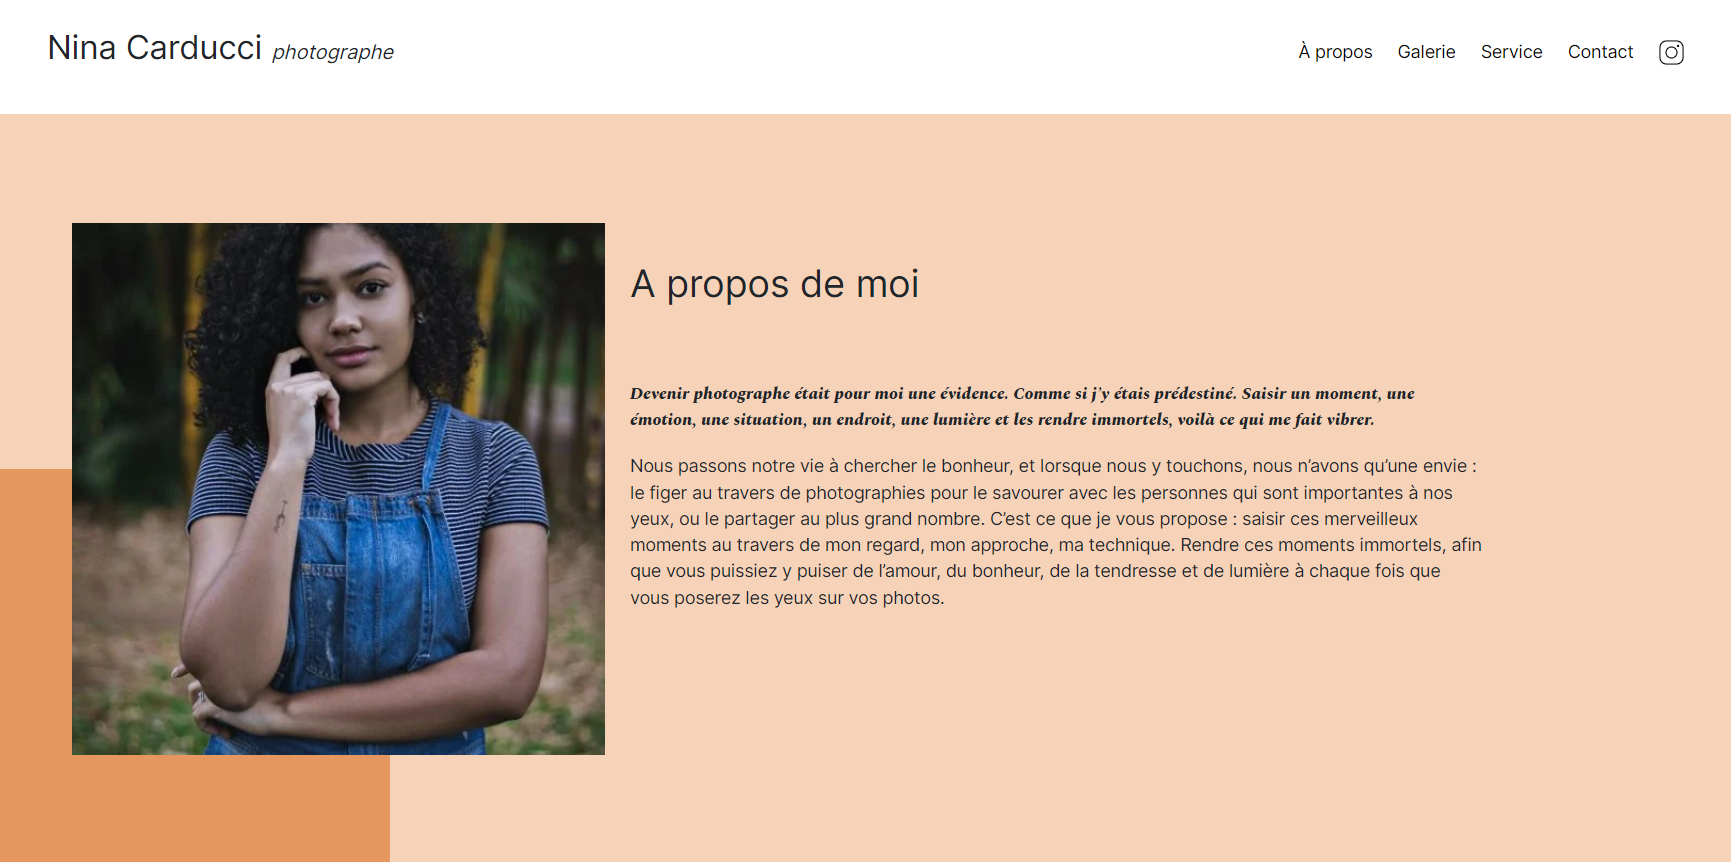 Nina Carducci photographe
À propos Galerie Service Contact
A propos de moi
Devenir photographe était pour moi une évidence. Comme si j’y étais prédestiné. Saisir un moment, une
émotion, une situation, un endroit, une lumière et les rendre immortels, voilà ce qui me fait vibrer.
Nous passons notre vie à chercher le bonheur, et lorsque nous y touchons, nous n’avons qu’une envie :
le figer au travers de photographies pour le savourer avec les personnes qui sont importantes à nos
yeux, ou le partager au plus grand nombre. C’est ce que je vous propose : saisir ces merveilleux
moments au travers de mon regard, mon approche, ma technique. Rendre ces moments immortels, afin
que vous puissiez y puiser de l’amour, du bonheur, de la tendresse et de lumière à chaque fois que
vous poserez les yeux sur vos photos.